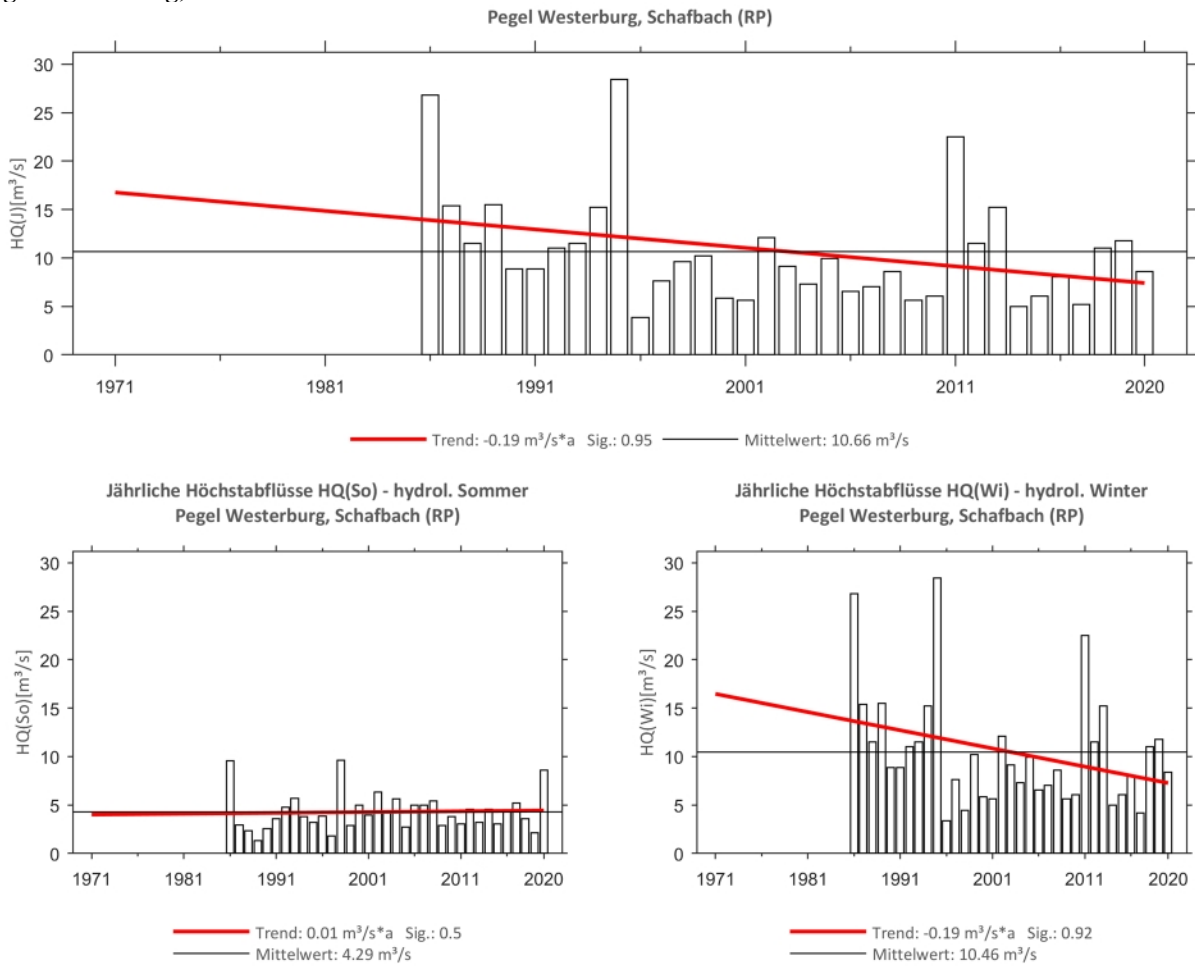 Pegel Westerburg, Schafbach (RP)
30
25
20
15
10
5
0
HQ(J)[m³/s]
1971 1981 1991 2001 2011 2020
Trend: -0.19 m³/s*a Sig.: 0.95 Mittelwert: 10.66 m³/s
Jährliche Höchstabflüsse HQ(So) - hydrol. Sommer
Pegel Westerburg, Schafbach (RP)
30
25
20
15
10
5
0
HQ(So)[m³/s]
1971 1981 1991 2001 2011 2020
Trend: 0.01 m³/s*a Sig.: 0.5
Mittelwert: 4.29 m³/s
Jährliche Höchstabflüsse HQ(Wi) - hydrol. Winter
Pegel Westerburg, Schafbach (RP)
30
25
20
15
10
5
0
HQ(Wi)[m³/s]
1971 1981 1991 2001 2011 2020
Trend: -0.19 m³/s*a Sig.: 0.92
Mittelwert: 10.46 m³/s